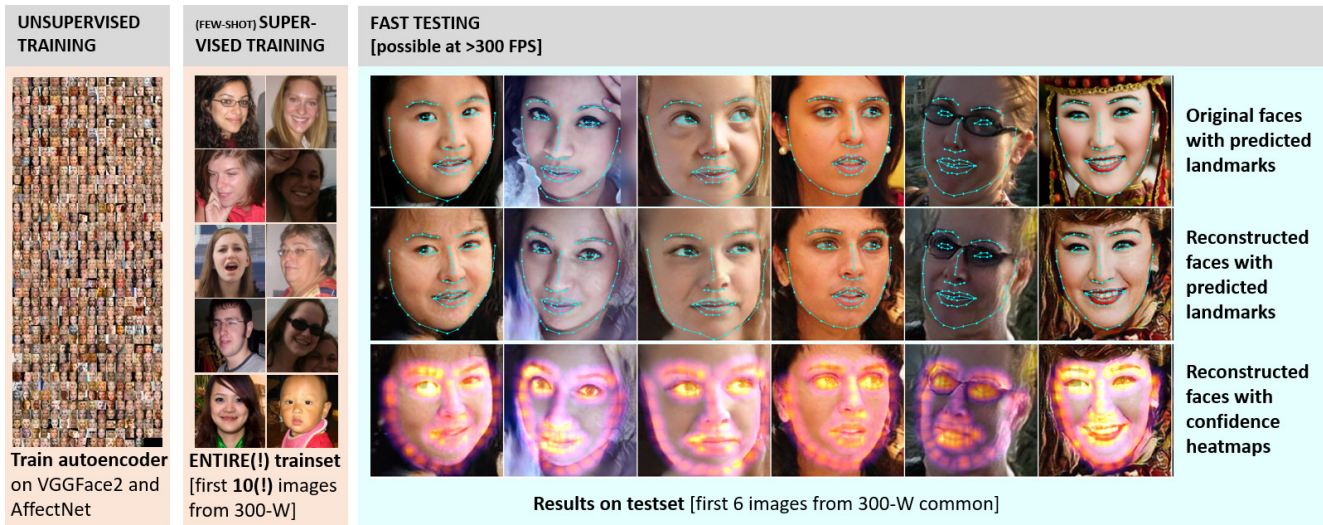 UNSUPERVISED
TRAINING
(FEW-SHOT) SUPER-
VISED TRAINING
FAST TESTING
[possible at >300 FPS]
Original faces
with predicted
landmarks
Reconstructed
faces with
predicted
landmarks
Reconstructed
faces with
confidence
heatmaps
Train autoencoder
on VGGFace2 and
AffectNet
ENTIRE(!) trainset
[first 10(!) images
from 300-W]
Results on testset [first 6 images from 300-W common]